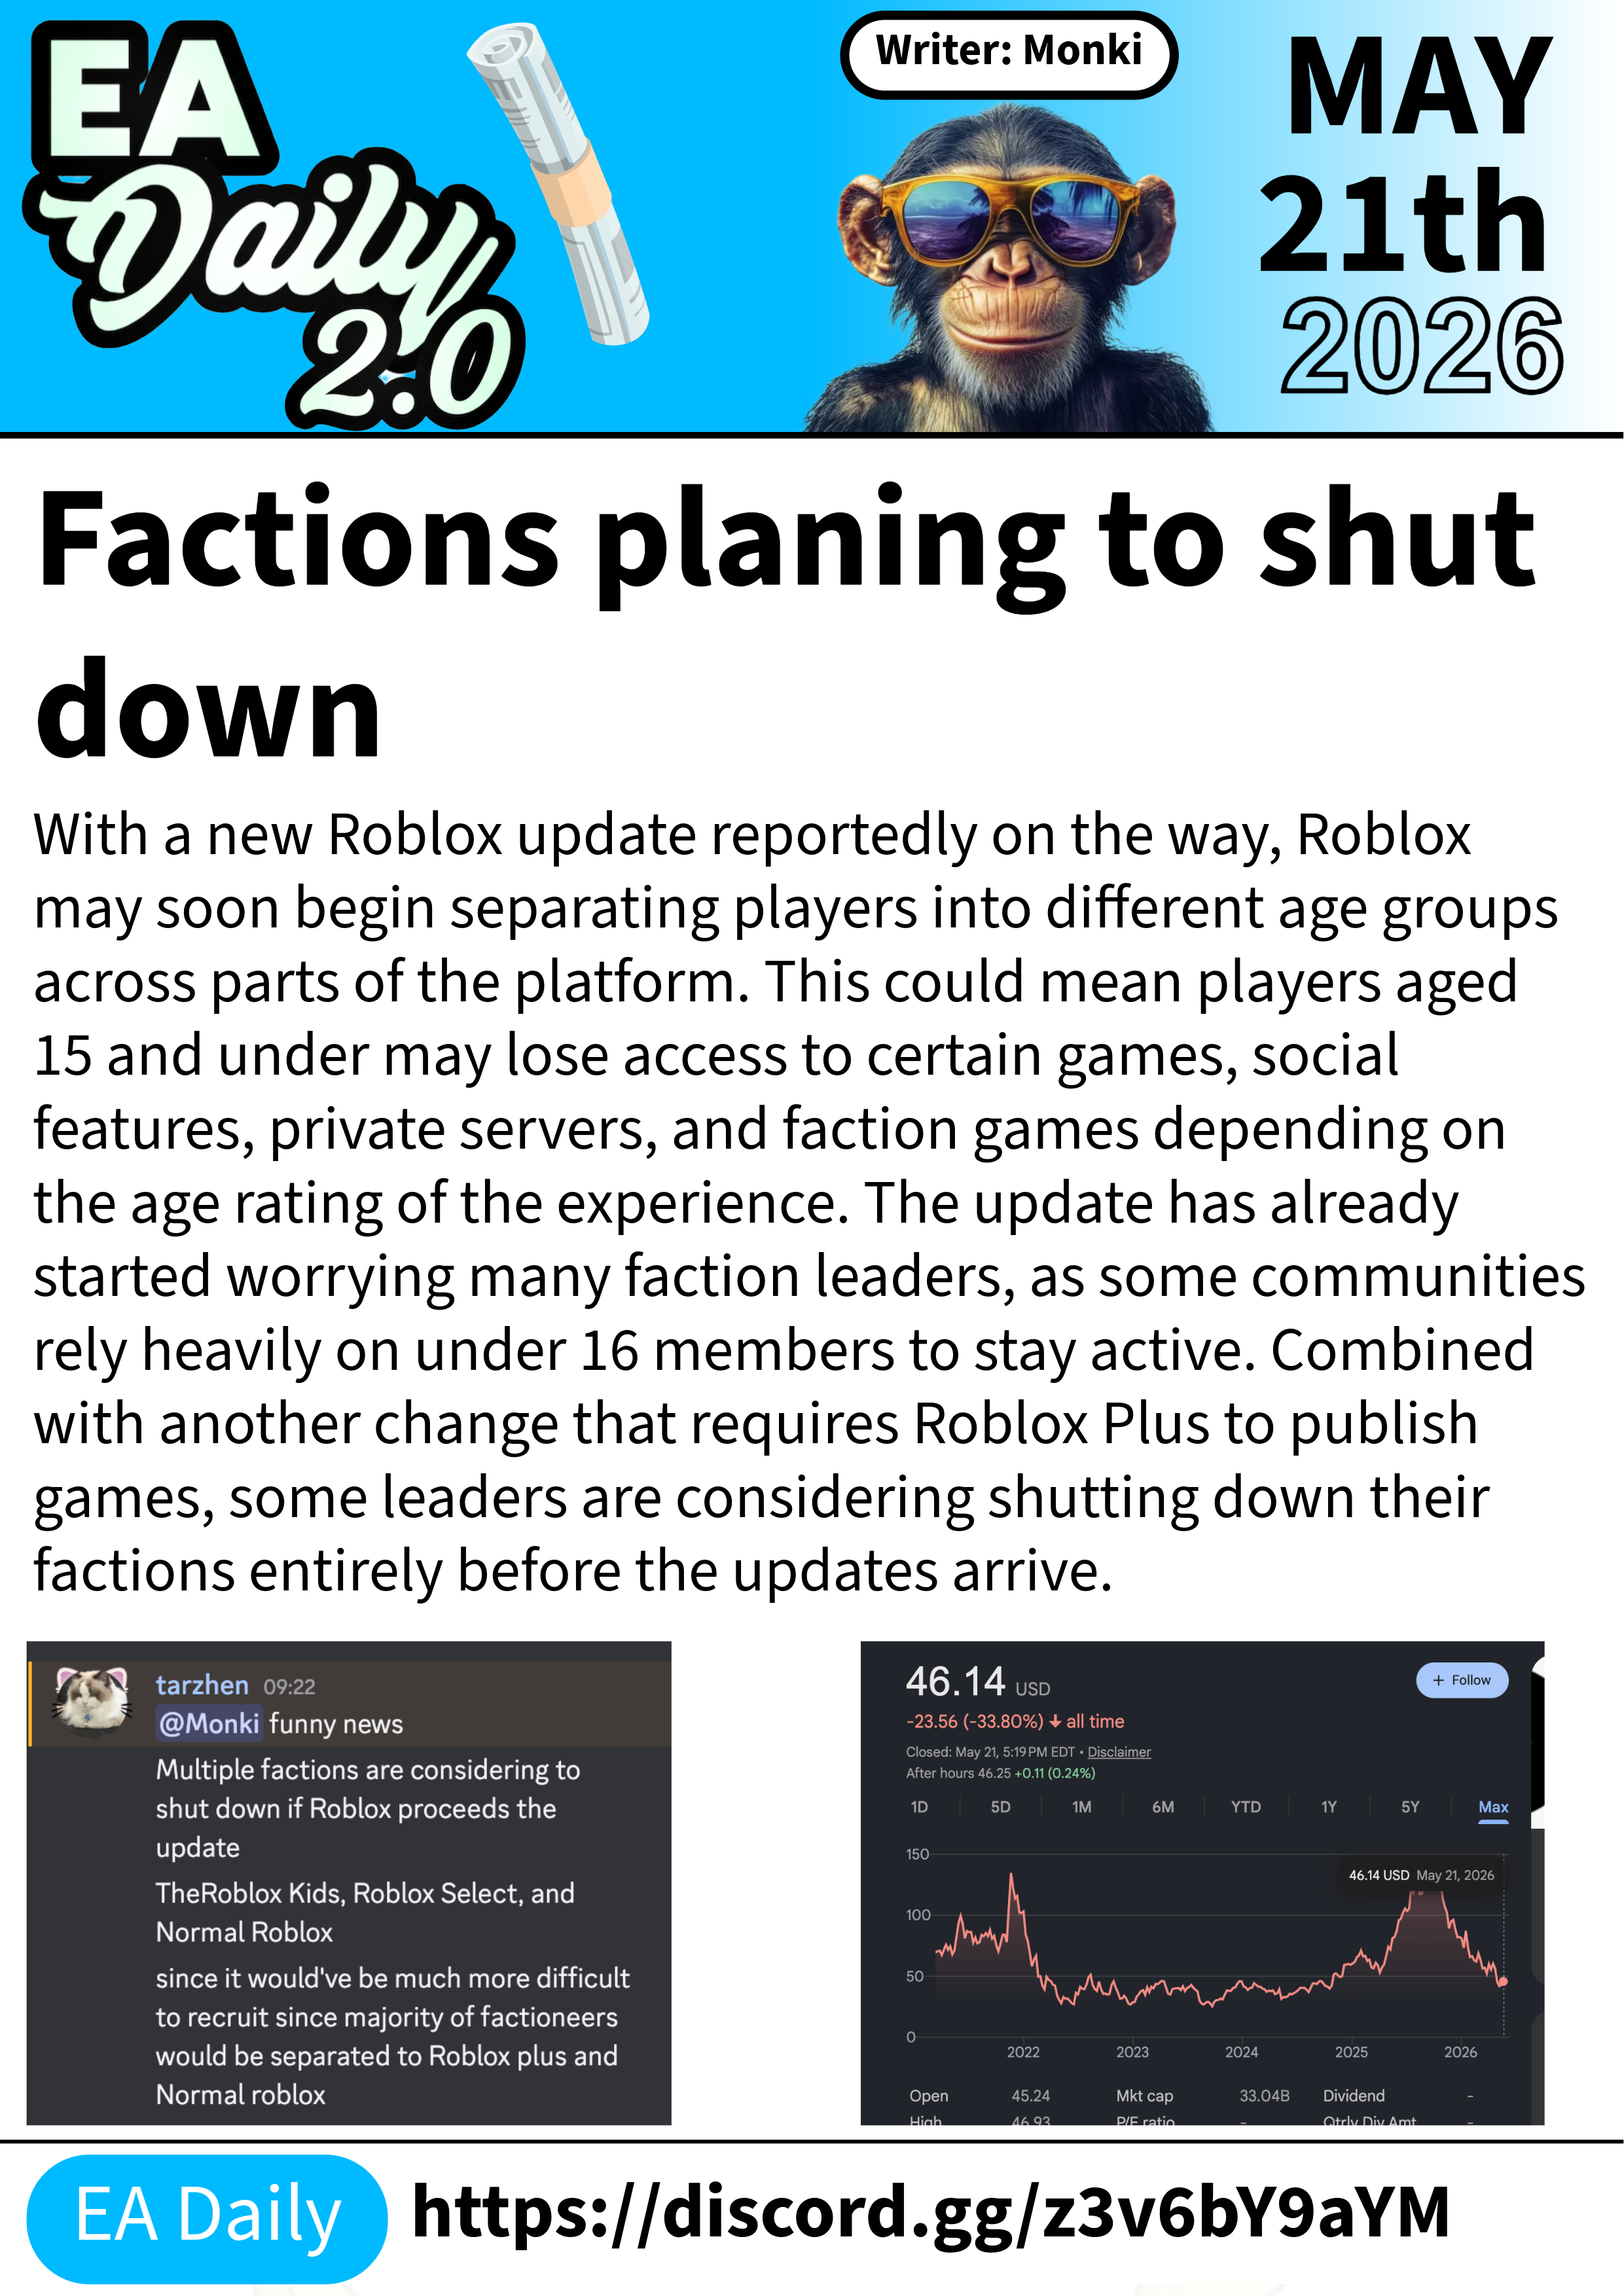 EA
Daily
2.0
Writer: Monki
MAY
21th
2026
Factions planing to shut
down
With a new Roblox update reportedly on the way, Roblox
may soon begin separating players into different age groups
across parts of the platform. This could mean players aged
15 and under may lose access to certain games, social
features, private servers, and faction games depending on
the age rating of the experience. The update has already
started worrying many faction leaders, as some communities
rely heavily on under 16 members to stay active. Combined
with another change that requires Roblox Plus to publish
games, some leaders are considering shutting down their
factions entirely before the updates arrive.
tarzhen 09:22
@Monki funny news
Multiple factions are considering to
shut down if Roblox proceeds the
update
TheRoblox Kids, Roblox Select, and
Normal Roblox
since it would've be much more difficult
to recruit since majority of factioneers
would be separated to Roblox plus and
Normal roblox
46.14 USD
+ Follow
-23.56 (-33.80%) ↓ all time
Closed: May 21, 5:19 PM EDT • Disclaimer
After hours 46.25 +0.11 (0.24%)
1D 5D 1M 6M YTD 1Y 5Y Max
150
46.14 USD May 21, 2026
100
50
0
2022 2023 2024 2025 2026
Open 45.24 Mkt cap 33.04B Dividend -
High 46.93 P/E ratio - Qtrly Div Amt -
EA Daily
https://discord.gg/z3v6bY9aYM